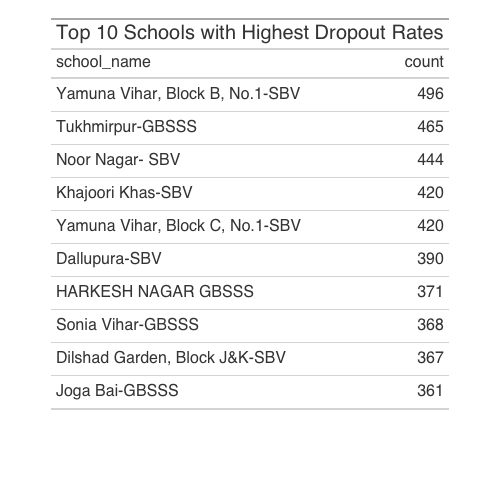 Top 10 Schools with Highest Dropout Rates
school_name count
Yamuna Vihar, Block B, No.1-SBV 496
Tukhmirpur-GBSSS 465
Noor Nagar- SBV 444
Khajoori Khas-SBV 420
Yamuna Vihar, Block C, No.1-SBV 420
Dallupura-SBV 390
HARKESH NAGAR GBSSS 371
Sonia Vihar-GBSSS 368
Dilshad Garden, Block J&K-SBV 367
Joga Bai-GBSSS 361